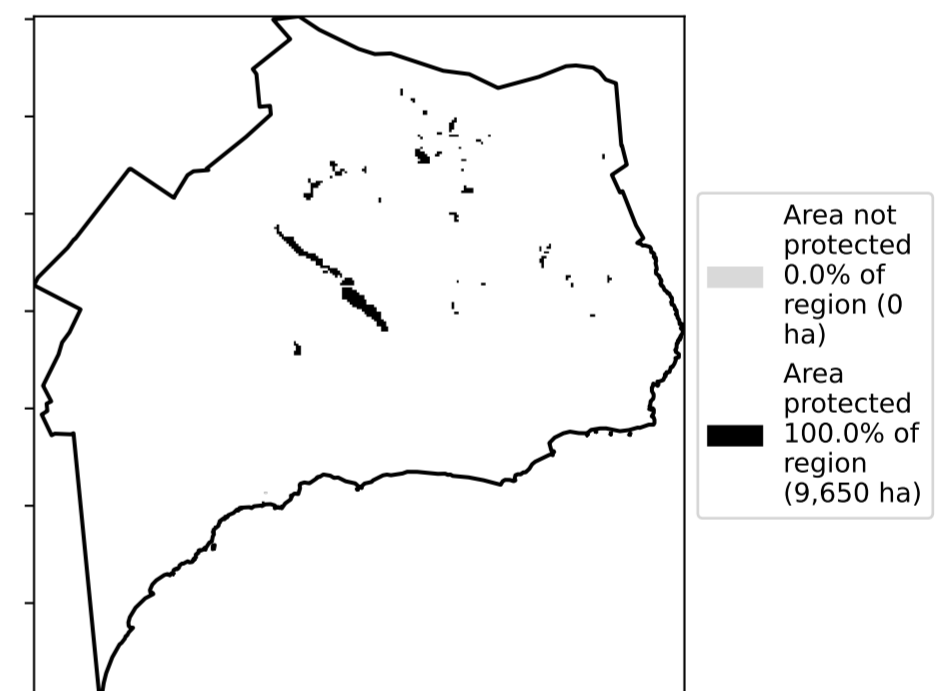 Area not
protected
0.0% of
region (0
ha)
Area
protected
100.0% of
region
(9,650 ha)